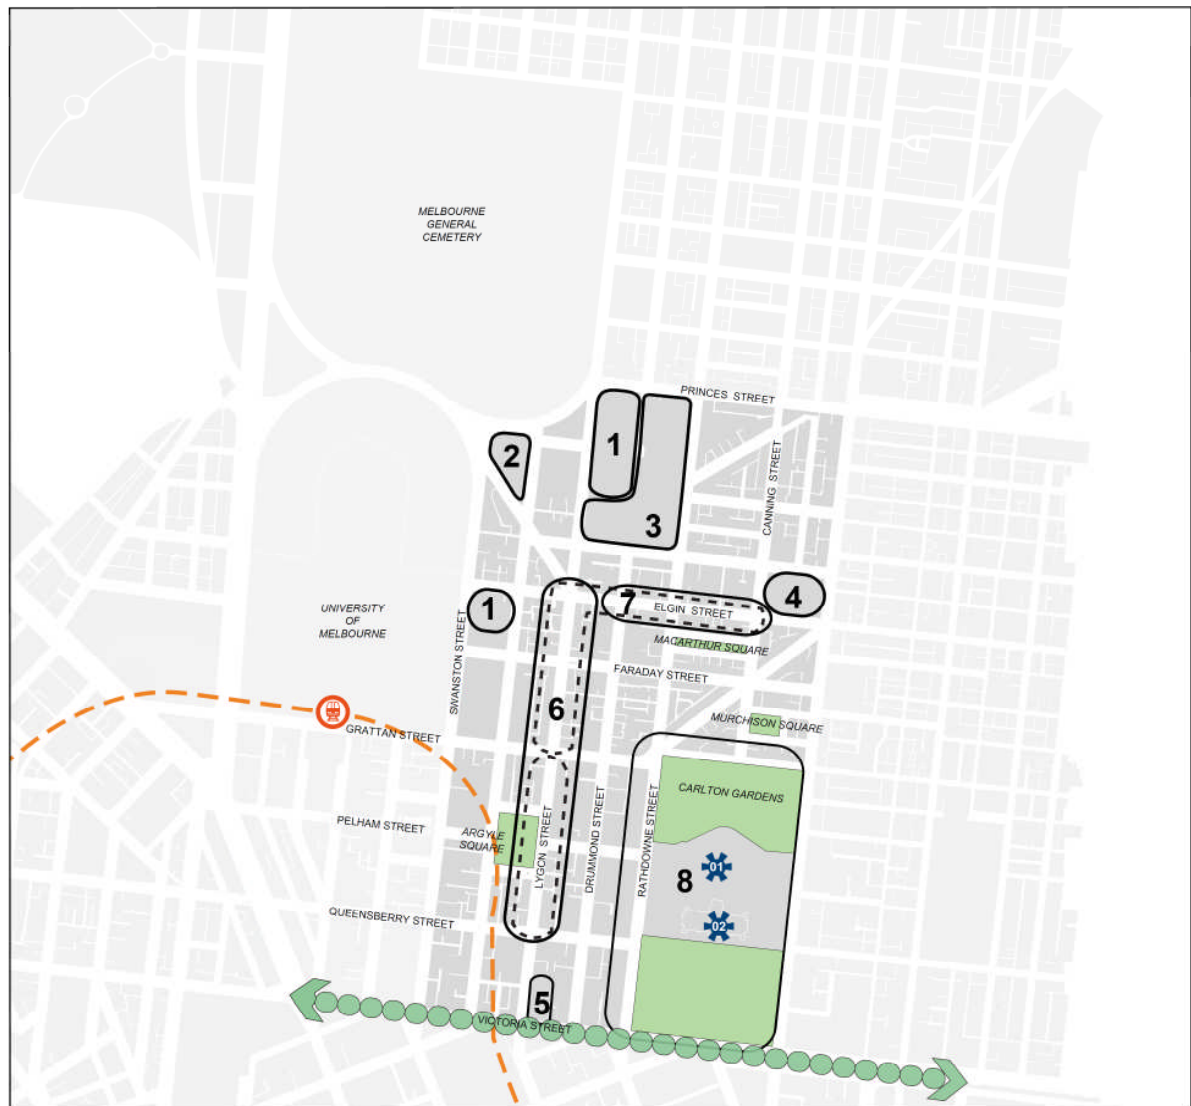 MELBOURNE
GENERAL
CEMETERY
PRINCES STREET
1
2
CANNING STREET
3
4
7
ELGIN STREET
1
UNIVERSITY
OF
MELBOURNE
SWANSTON STREET
MACARTHUR SQUARE
FARADAY STREET
6
MURCHISON SQUARE
GRATTAN STREET
CARLTON GARDENS
RATHDOWNE STREET
DRUMMOND STREET
LYGON STREET
PELHAM STREET
ARGYLE
SQUARE
01
8
QUEENSBERRY STREET
02
5
VICTORIA STREET